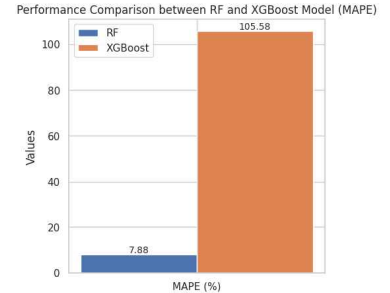 Performance Comparison between RF and XGBoost Model (MAPE)
RF
XGBoost
105.58
7.88
100
80
60
40
20
0
Values
MAPE (%)